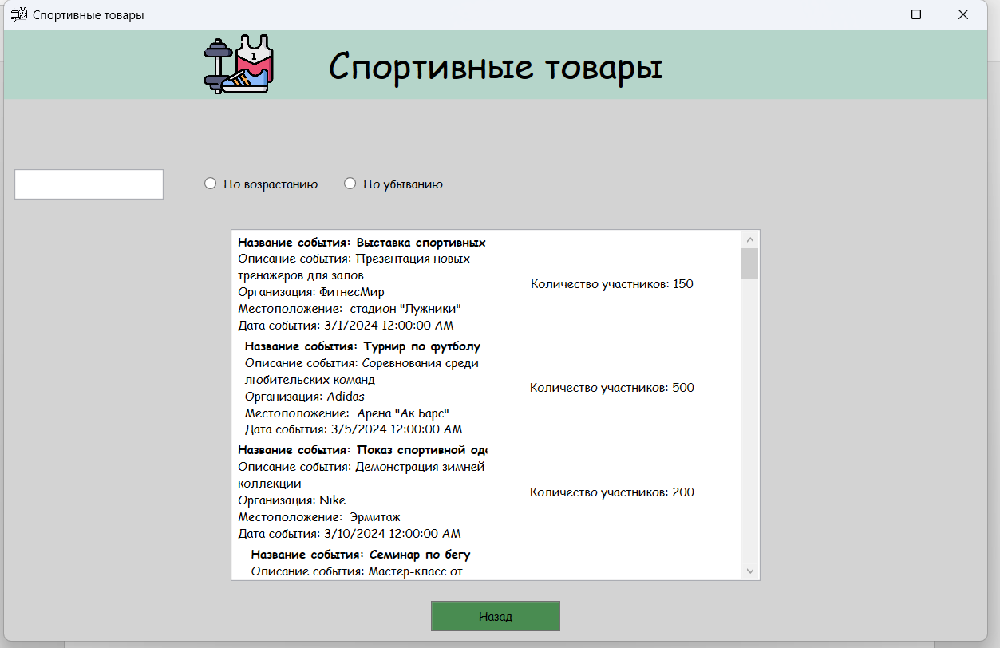 Спортивные товары
1
Спортивные товары
По возрастанию
По убыванию
Название события: Выставка спортивных
Описание события: Презентация новых
тренажеров для залов
Организация: ФитнесМир
Местоположение:  стадион "Лужники"
Дата события: 3/1/2024 12:00:00 AM
Количество участников: 150
Название события: Турнир по футболу
Описание события: Соревнования среди
любительских команд
Организация: Adidas
Местоположение:  Арена "Ак Барс"
Дата события: 3/5/2024 12:00:00 AM
Количество участников: 500
Название события: Показ спортивной
Описание события: Демонстрация зимней
коллекции
Организация: Nike
Местоположение:  Эрмитаж
Дата события: 3/10/2024 12:00:00 AM
Количество участников: 200
Название события: Семинар по бегу
Описание события: Мастер-класс от
Назад